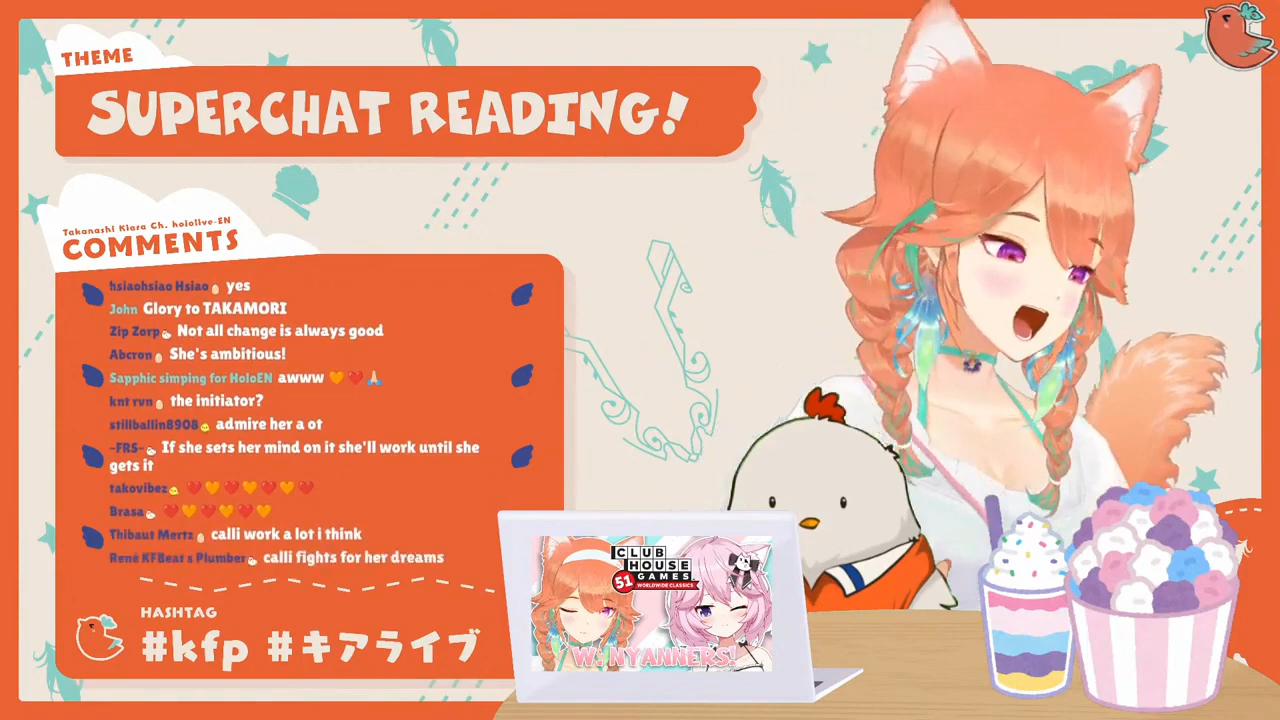 THEME
SUPERCHAT READING!
Takanashi Kiara Ch. hololive-EN
COMMENTS
hsiaohsiao Hsiao yes
John Glory to TAKAMORI
Zip Zorp Not all change is always good
Abcron She's ambitious!
Sapphic simping for HoloEN awww 🧡❤️🙏🏻
knt rvn the initiator?
stillballin8908 admire her a ot
-FRS- If she sets her mind on it she'll work until she
gets it
takovibez ❤️🧡❤️🧡❤️🧡❤️
Brasa ❤️🧡❤️🧡❤️🧡
Thibaut Mertz calli work a lot i think
René KFBeat s Plumber calli fights for her dreams
HASHTAG
#kfp #キアライブ
CLUB
HOUSE
GAMES
51 WORLDWIDE CLASSICS
W: NYANNERS!